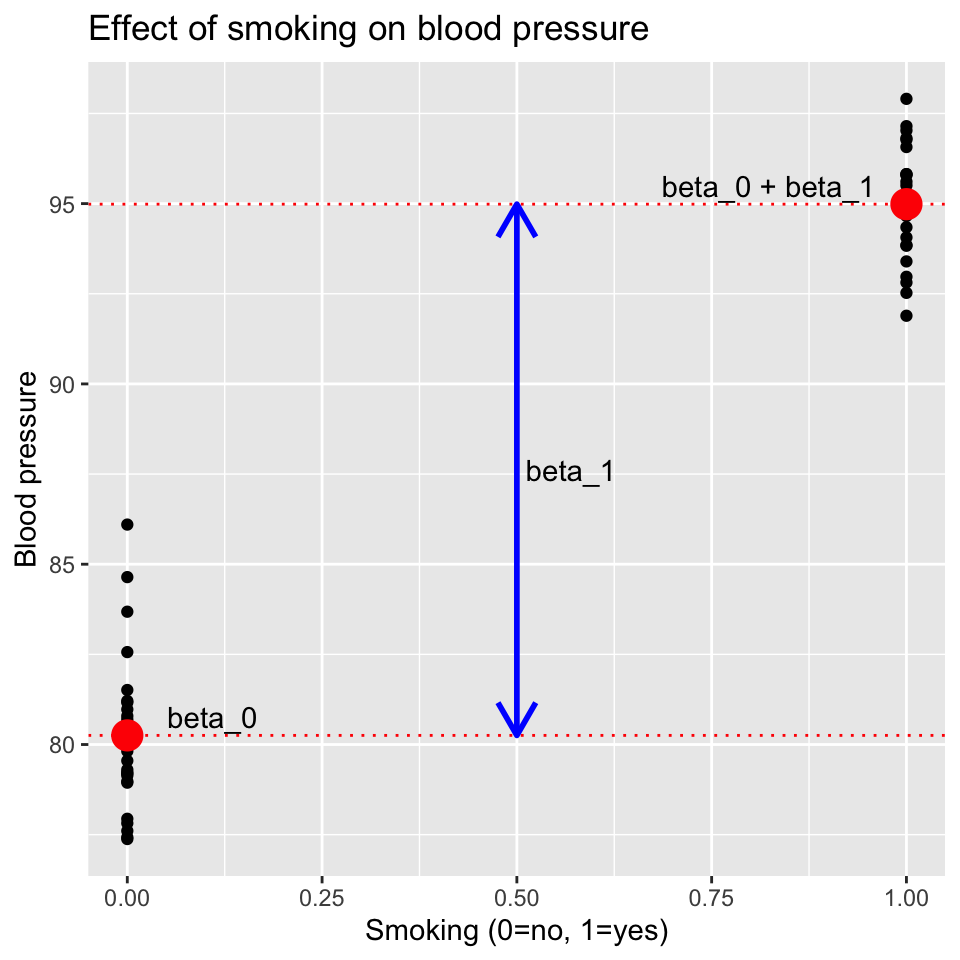 Effect of smoking on blood pressure
Blood pressure
95
90
85
80
beta_0 + beta_1
beta_1
beta_0
0.00 0.25 0.50 0.75 1.00
Smoking (0=no, 1=yes)